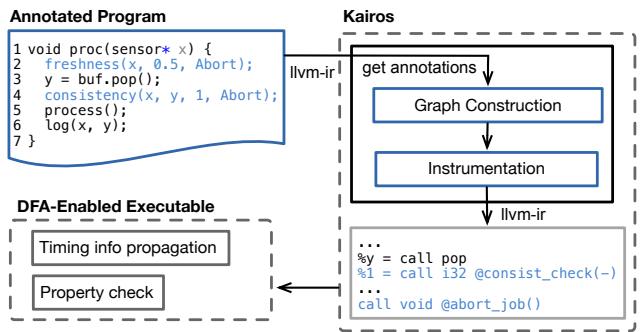 Annotated Program
1 void proc(sensor* x) {
2 freshness(x, 0.5, Abort);
3 y = buf.pop();
4 consistency(x, y, 1, Abort);
5 process();
6 log(x, y);
7 }
llvm-ir
Kairos
get annotations
Graph Construction
Instrumentation
llvm-ir
...
%y = call pop
%1 = call i32 @consist_check(-)
...
call void @abort_job()
DFA-Enabled Executable
Timing info propagation
Property check